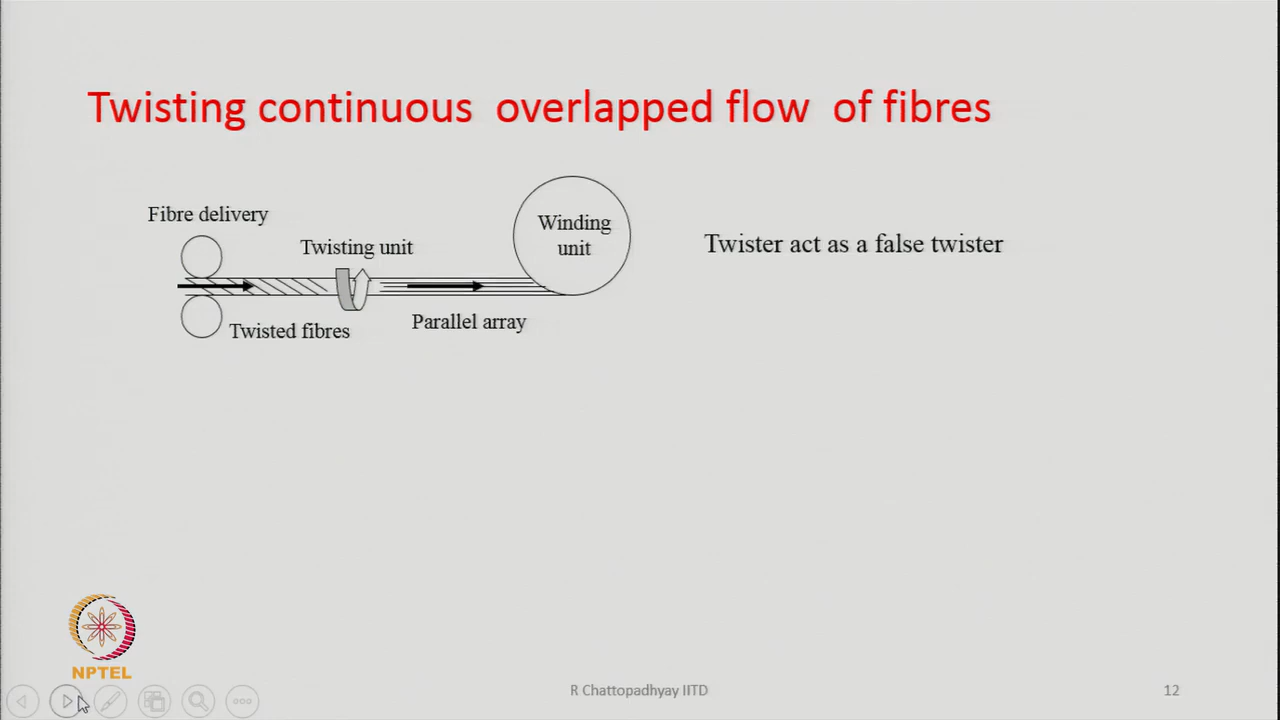 Twisting continuous overlapped flow of fibres
Fibre delivery
Twisting unit
Winding
unit
Twister act as a false twister
Twisted fibres
Parallel array
NPTEL
R Chattopadhyay IITD
12